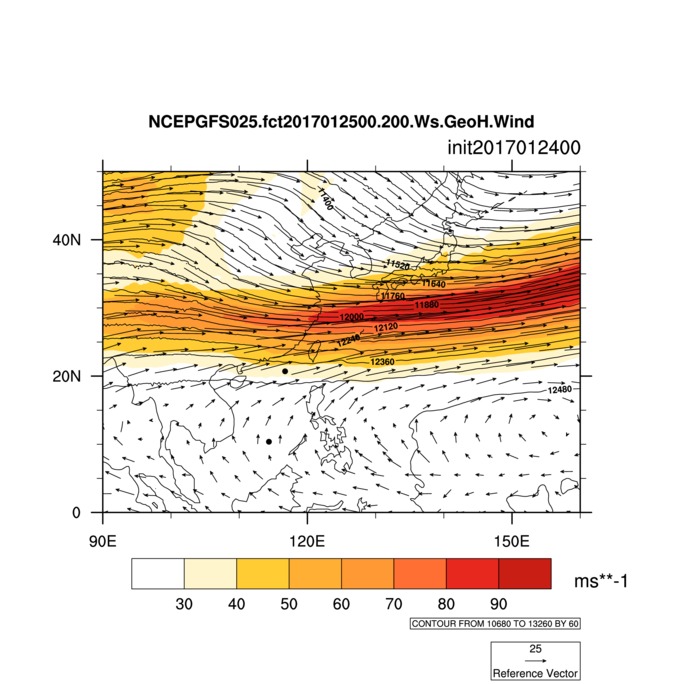 NCEPGFS025.fct2017012500.200.Ws.GeoH.Wind
init2017012400
11400
40N
11520
11640
11760
11880
12000
12120
12240
12360
20N
12480
0
90E 120E 150E
ms**-1
30 40 50 60 70 80 90
CONTOUR FROM 10680 TO 13260 BY 60
25
Reference Vector